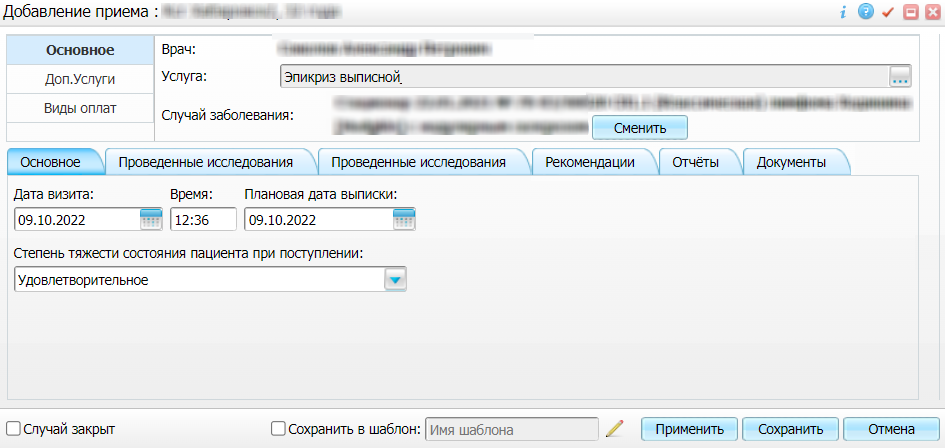 Добавление приема :
Основное
Доп.Услуги
Виды оплат
Врач:
Услуга: Эпикриз выписной ...
Случай заболевания:
Сменить
Основное Проведенные исследования Проведенные исследования Рекомендации Отчёты Документы
Дата визита: Время: Плановая дата выписки:
09.10.2022 12:36 09.10.2022
Степень тяжести состояния пациента при поступлении:
Удовлетворительное
Случай закрыт Сохранить в шаблон: Имя шаблона Применить Сохранить Отмена